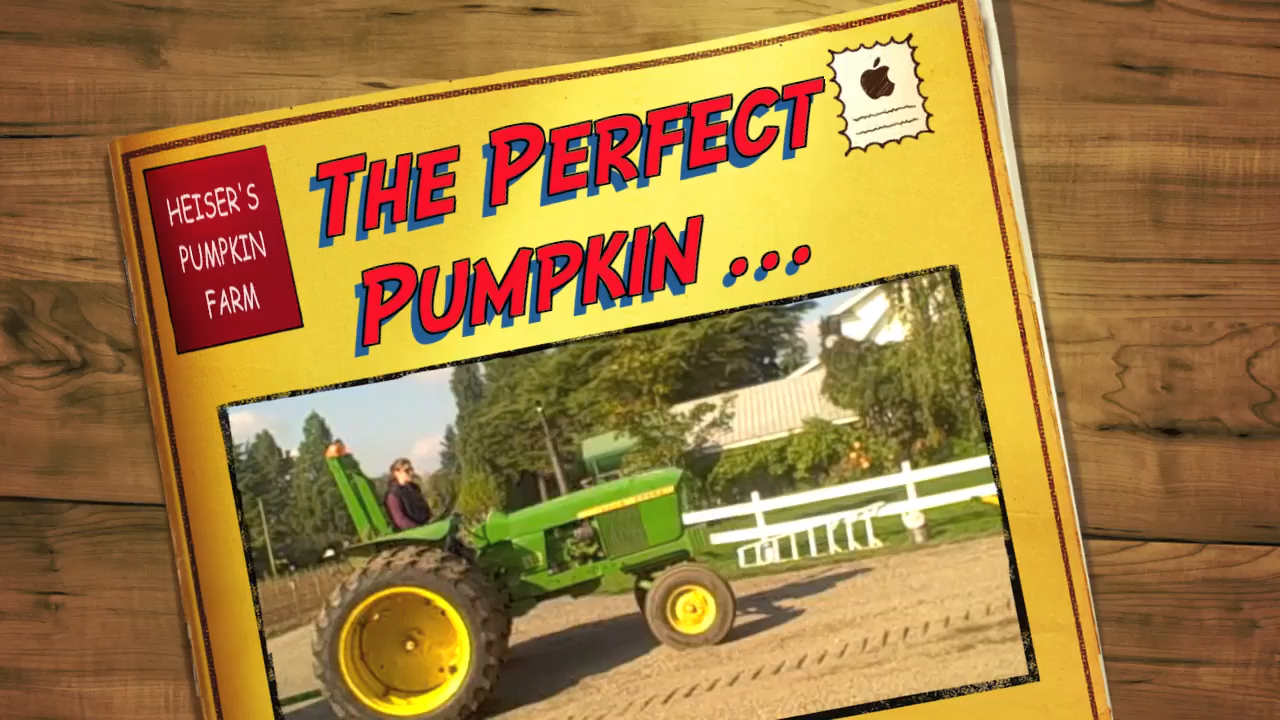 HEISER'S
PUMPKIN
FARM
THE PERFECT
PUMPKIN ...